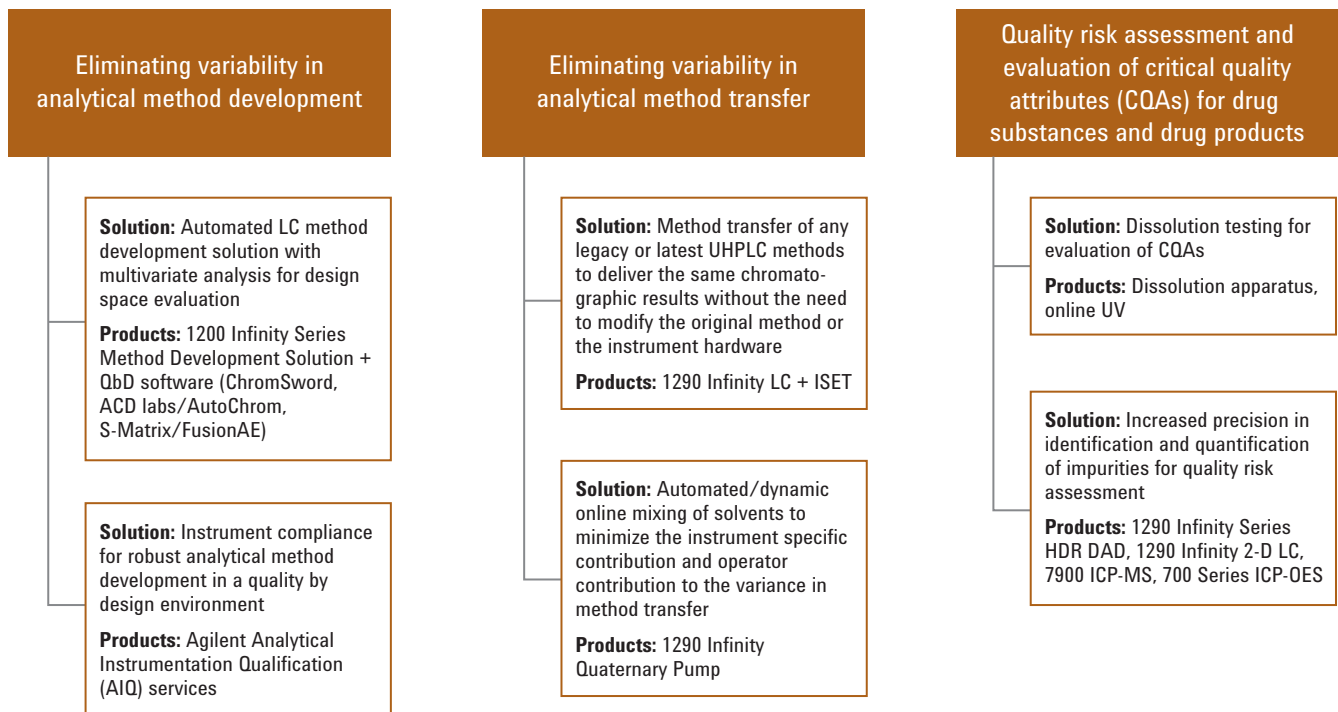 Eliminating variability in
analytical method development
Solution: Automated LC method
development solution with
multivariate analysis for design
space evaluation
Products: 1200 Infinity Series
Method Development Solution +
QbD software (ChromSword,
ACD labs/AutoChrom,
S-Matrix/FusionAE)
Solution: Instrument compliance
for robust analytical method
development in a quality by
design environment
Products: Agilent Analytical
Instrumentation Qualification
(AIQ) services
Eliminating variability in
analytical method transfer
Solution: Method transfer of any
legacy or latest UHPLC methods
to deliver the same chromato-
graphic results without the need
to modify the original method or
the instrument hardware
Products: 1290 Infinity LC + ISET
Solution: Automated/dynamic
online mixing of solvents to
minimize the instrument specific
contribution and operator
contribution to the variance in
method transfer
Products: 1290 Infinity
Quaternary Pump
Quality risk assessment and
evaluation of critical quality
attributes (CQAs) for drug
substances and drug products
Solution: Dissolution testing for
evaluation of CQAs
Products: Dissolution apparatus,
online UV
Solution: Increased precision in
identification and quantification
of impurities for quality risk
assessment
Products: 1290 Infinity Series
HDR DAD, 1290 Infinity 2-D LC,
7900 ICP-MS, 700 Series ICP-OES